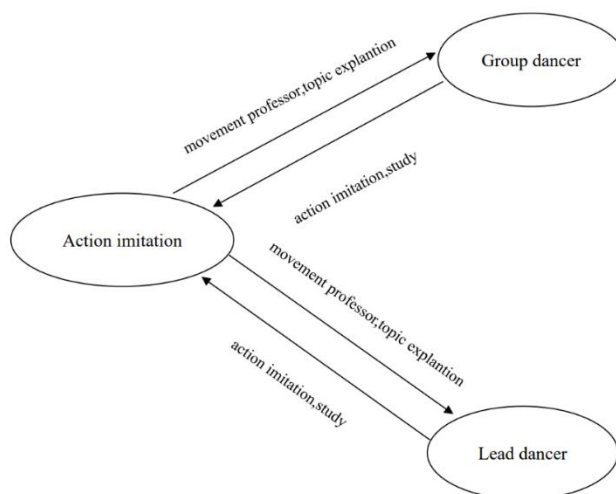 movement professor,topic explantion
Group dancer
action imitation,study
Action imitation
movement professor,topic explantion
action imitation,study
Lead dancer